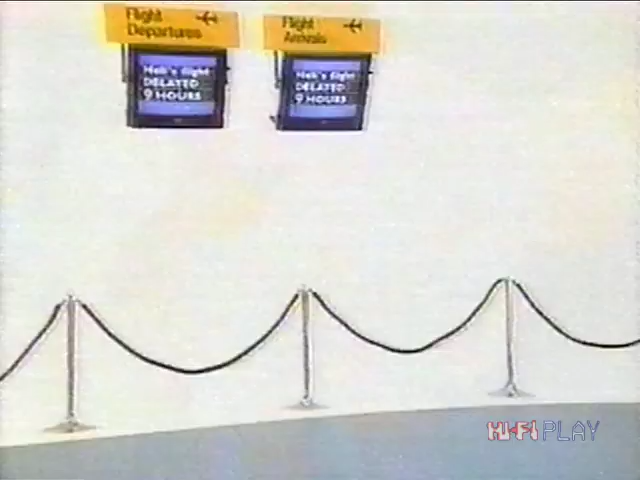 Flight
Departures
Flight
Arrivals
Neil's flight
DELAYED
9 HOURS
Neil's flight
DELAYED
9 HOURS
HI-FI PLAY